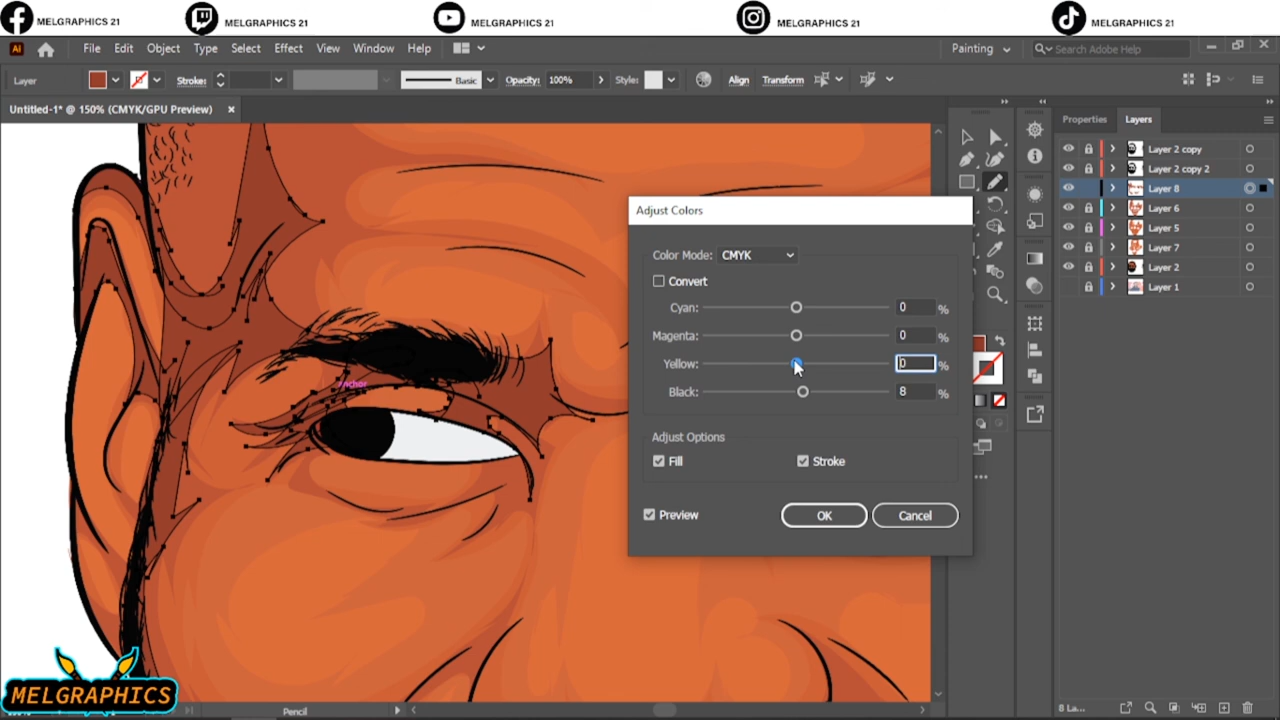 MELGRAPHICS 21 MELGRAPHICS 21 MELGRAPHICS 21 MELGRAPHICS 21 MELGRAPHICS 21
Ai File Edit Object Type Select Effect View Window Help Painting Search Adobe Help
Layer Stroke: Basic Opacity: 100% Style: Align Transform
Untitled-1* @ 150% (CMYK/GPU Preview) ×
Properties Layers
Layer 2 copy
Layer 2 copy 2
Layer 8
Layer 6
Layer 5
Layer 7
Layer 2
Layer 1
Adjust Colors
Color Mode: CMYK
Convert
Cyan: 0 %
Magenta: 0 %
Yellow: 0 %
Black: 8 %
Adjust Options
Fill Stroke
Preview OK Cancel
anchor
MELGRAPHICS
Pencil
8 La...